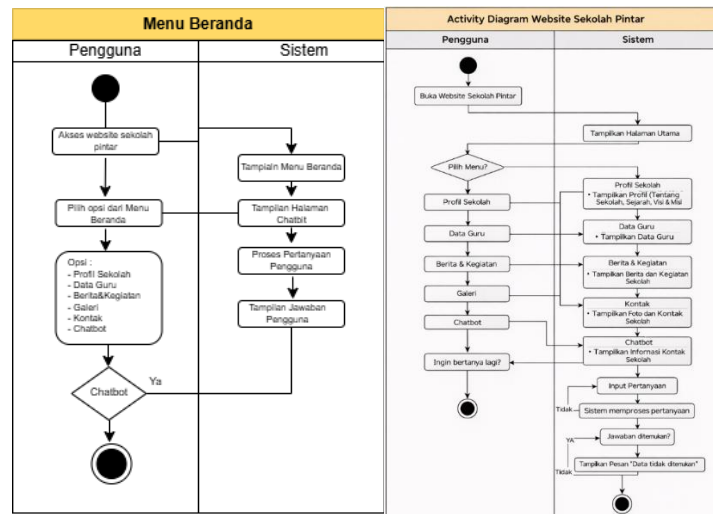 Menu Beranda
Pengguna
Sistem
Akses website sekolah
pintar
Tampialn Menu Beranda
Pilih opsi dari Menu
Beranda
Tampilan Halaman
Chatbit
Proses Pertanyaan
Pengguna
Opsi :
- Profil Sekolah
- Data Guru
- Berita&Kegiatan
- Galeri
- Kontak
- Chatbot
Tampilan Jawaban
Pengguna
Chatbot
Ya
Activity Diagram Website Sekolah Pintar
Pengguna
Sistem
Buka Website Sekolah Pintar
Tampilkan Halaman Utama
Pilih Menu?
Profil Sekolah
• Tampilkan Profil (Tentang
Sekolah, Sejarah, Visi & Misi
Profil Sekolah
Data Guru
• Tampilkan Data Guru
Data Guru
Berita & Kegiatan
• Tampilkan Berita dan Kegiatan
Sekolah
Berita & Kegiatan
Galeri
Kontak
• Tampilkan Foto dan Kontak
Sekolah
Chatbot
Chatbot
• Tampilkan Informasi Kontak
Sekolah
Ingin bertanya lagi?
Input Pertanyaan
Tidak
Sistem memproses pertanyaan
YA
Jawaban ditemukan?
Tampilkan Pesan "Data tidak ditemukan"
Tidak